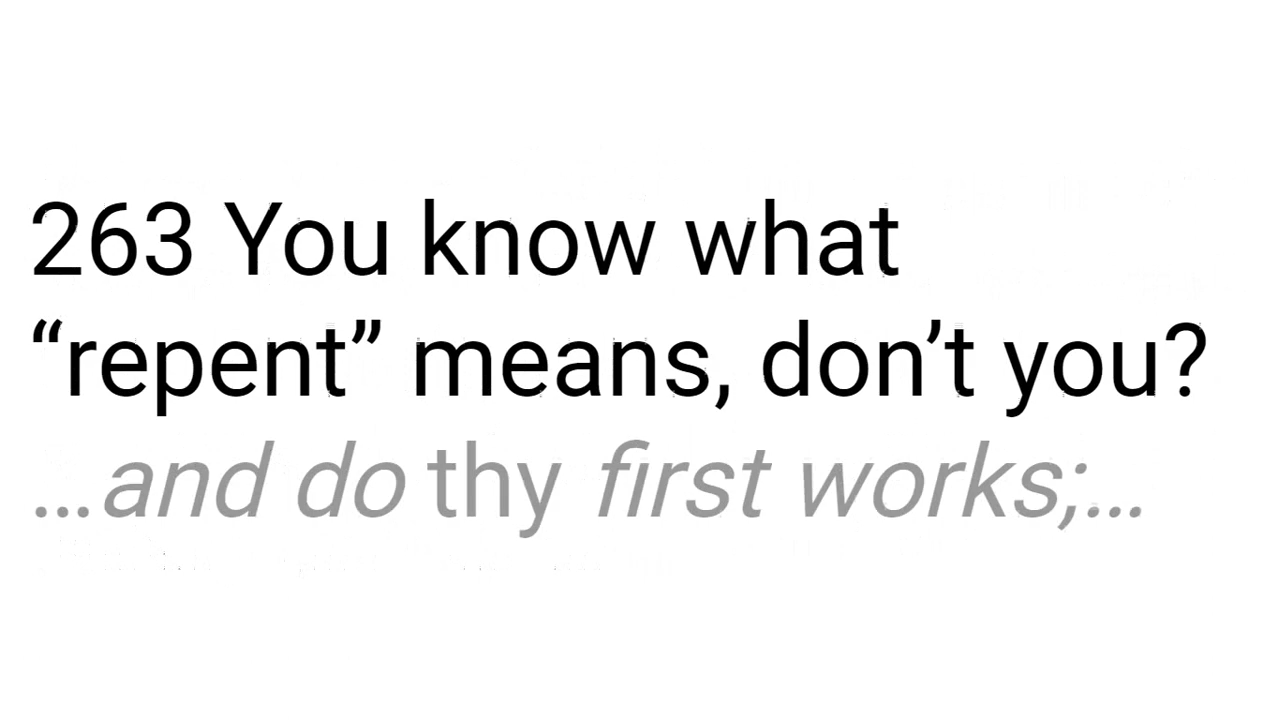 263 You know what
“repent” means, don’t you?
…and do thy first works;…